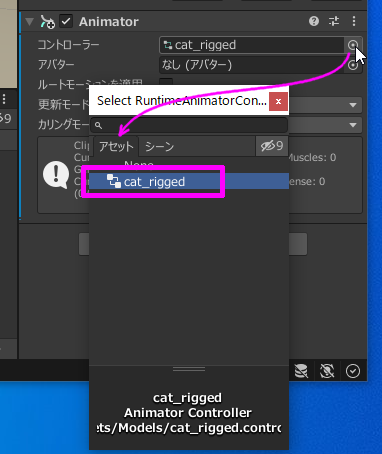 Animator
コントローラー
cat_rigged
アバター
なし (アバター)
ルートモーションを適用
更新モー
カリングモー
9
Select RuntimeAnimatorCon...
x
アセット
シーン
9
None
cat_rigged
Clip
Cur
Muscles: 0
G
Cu
ense: 0
(0
cat_rigged
Animator Controller
ets/Models/cat_rigged.contro